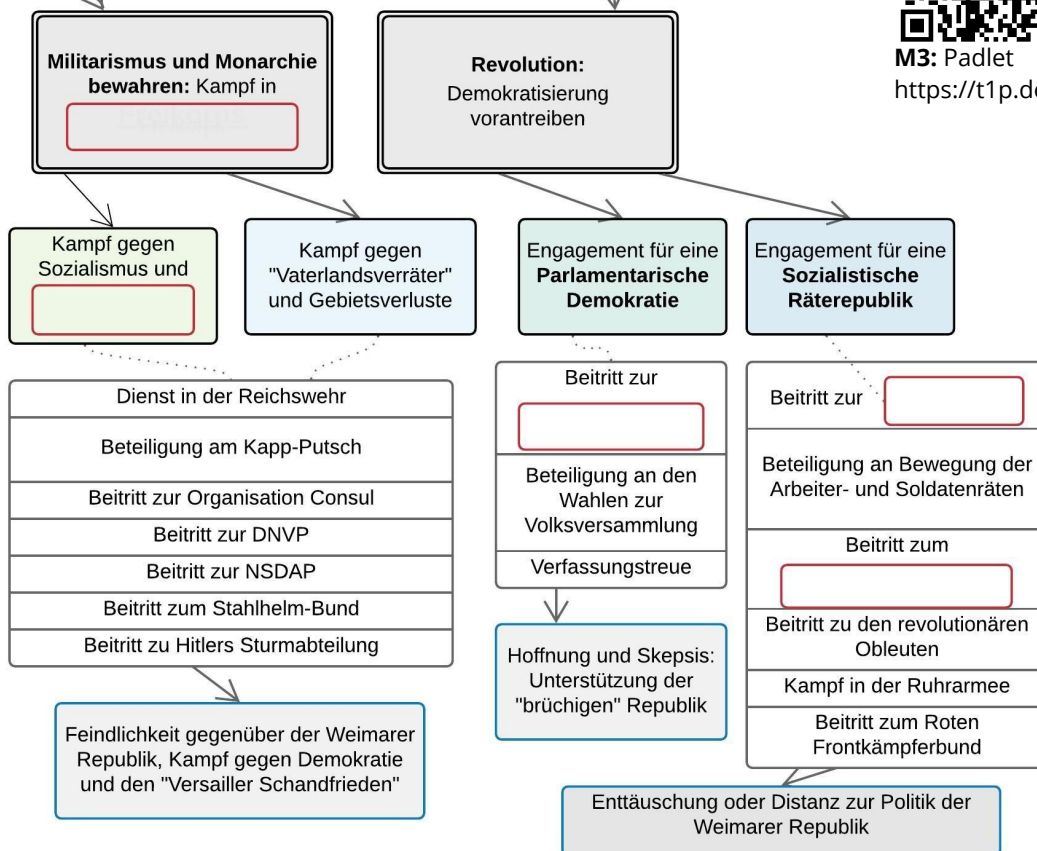 M3: Padlet
https://t1p.de
Militarismus und Monarchie
bewahren: Kampf in
Revolution:
Demokratisierung
vorantreiben
Kampf gegen
Sozialismus und
Kampf gegen
"Vaterlandsverräter"
und Gebietsverluste
Engagement für eine
Parlamentarische
Demokratie
Engagement für eine
Sozialistische
Räterepublik
Dienst in der Reichswehr
Beteiligung am Kapp-Putsch
Beitritt zur Organisation Consul
Beitritt zur DNVP
Beitritt zur NSDAP
Beitritt zum Stahlhelm-Bund
Beitritt zu Hitlers Sturmabteilung
Beitritt zur
Beteiligung an den
Wahlen zur
Volksversammlung
Verfassungstreue
Beitritt zur
Beteiligung an Bewegung der
Arbeiter- und Soldatenräten
Beitritt zum
Beitritt zu den revolutionären
Obleuten
Kampf in der Ruhrarmee
Beitritt zum Roten
Frontkämpferbund
Feindlichkeit gegenüber der Weimarer
Republik, Kampf gegen Demokratie
und den "Versailler Schandfrieden"
Hoffnung und Skepsis:
Unterstützung der
"brüchigen" Republik
Enttäuschung oder Distanz zur Politik der
Weimarer Republik